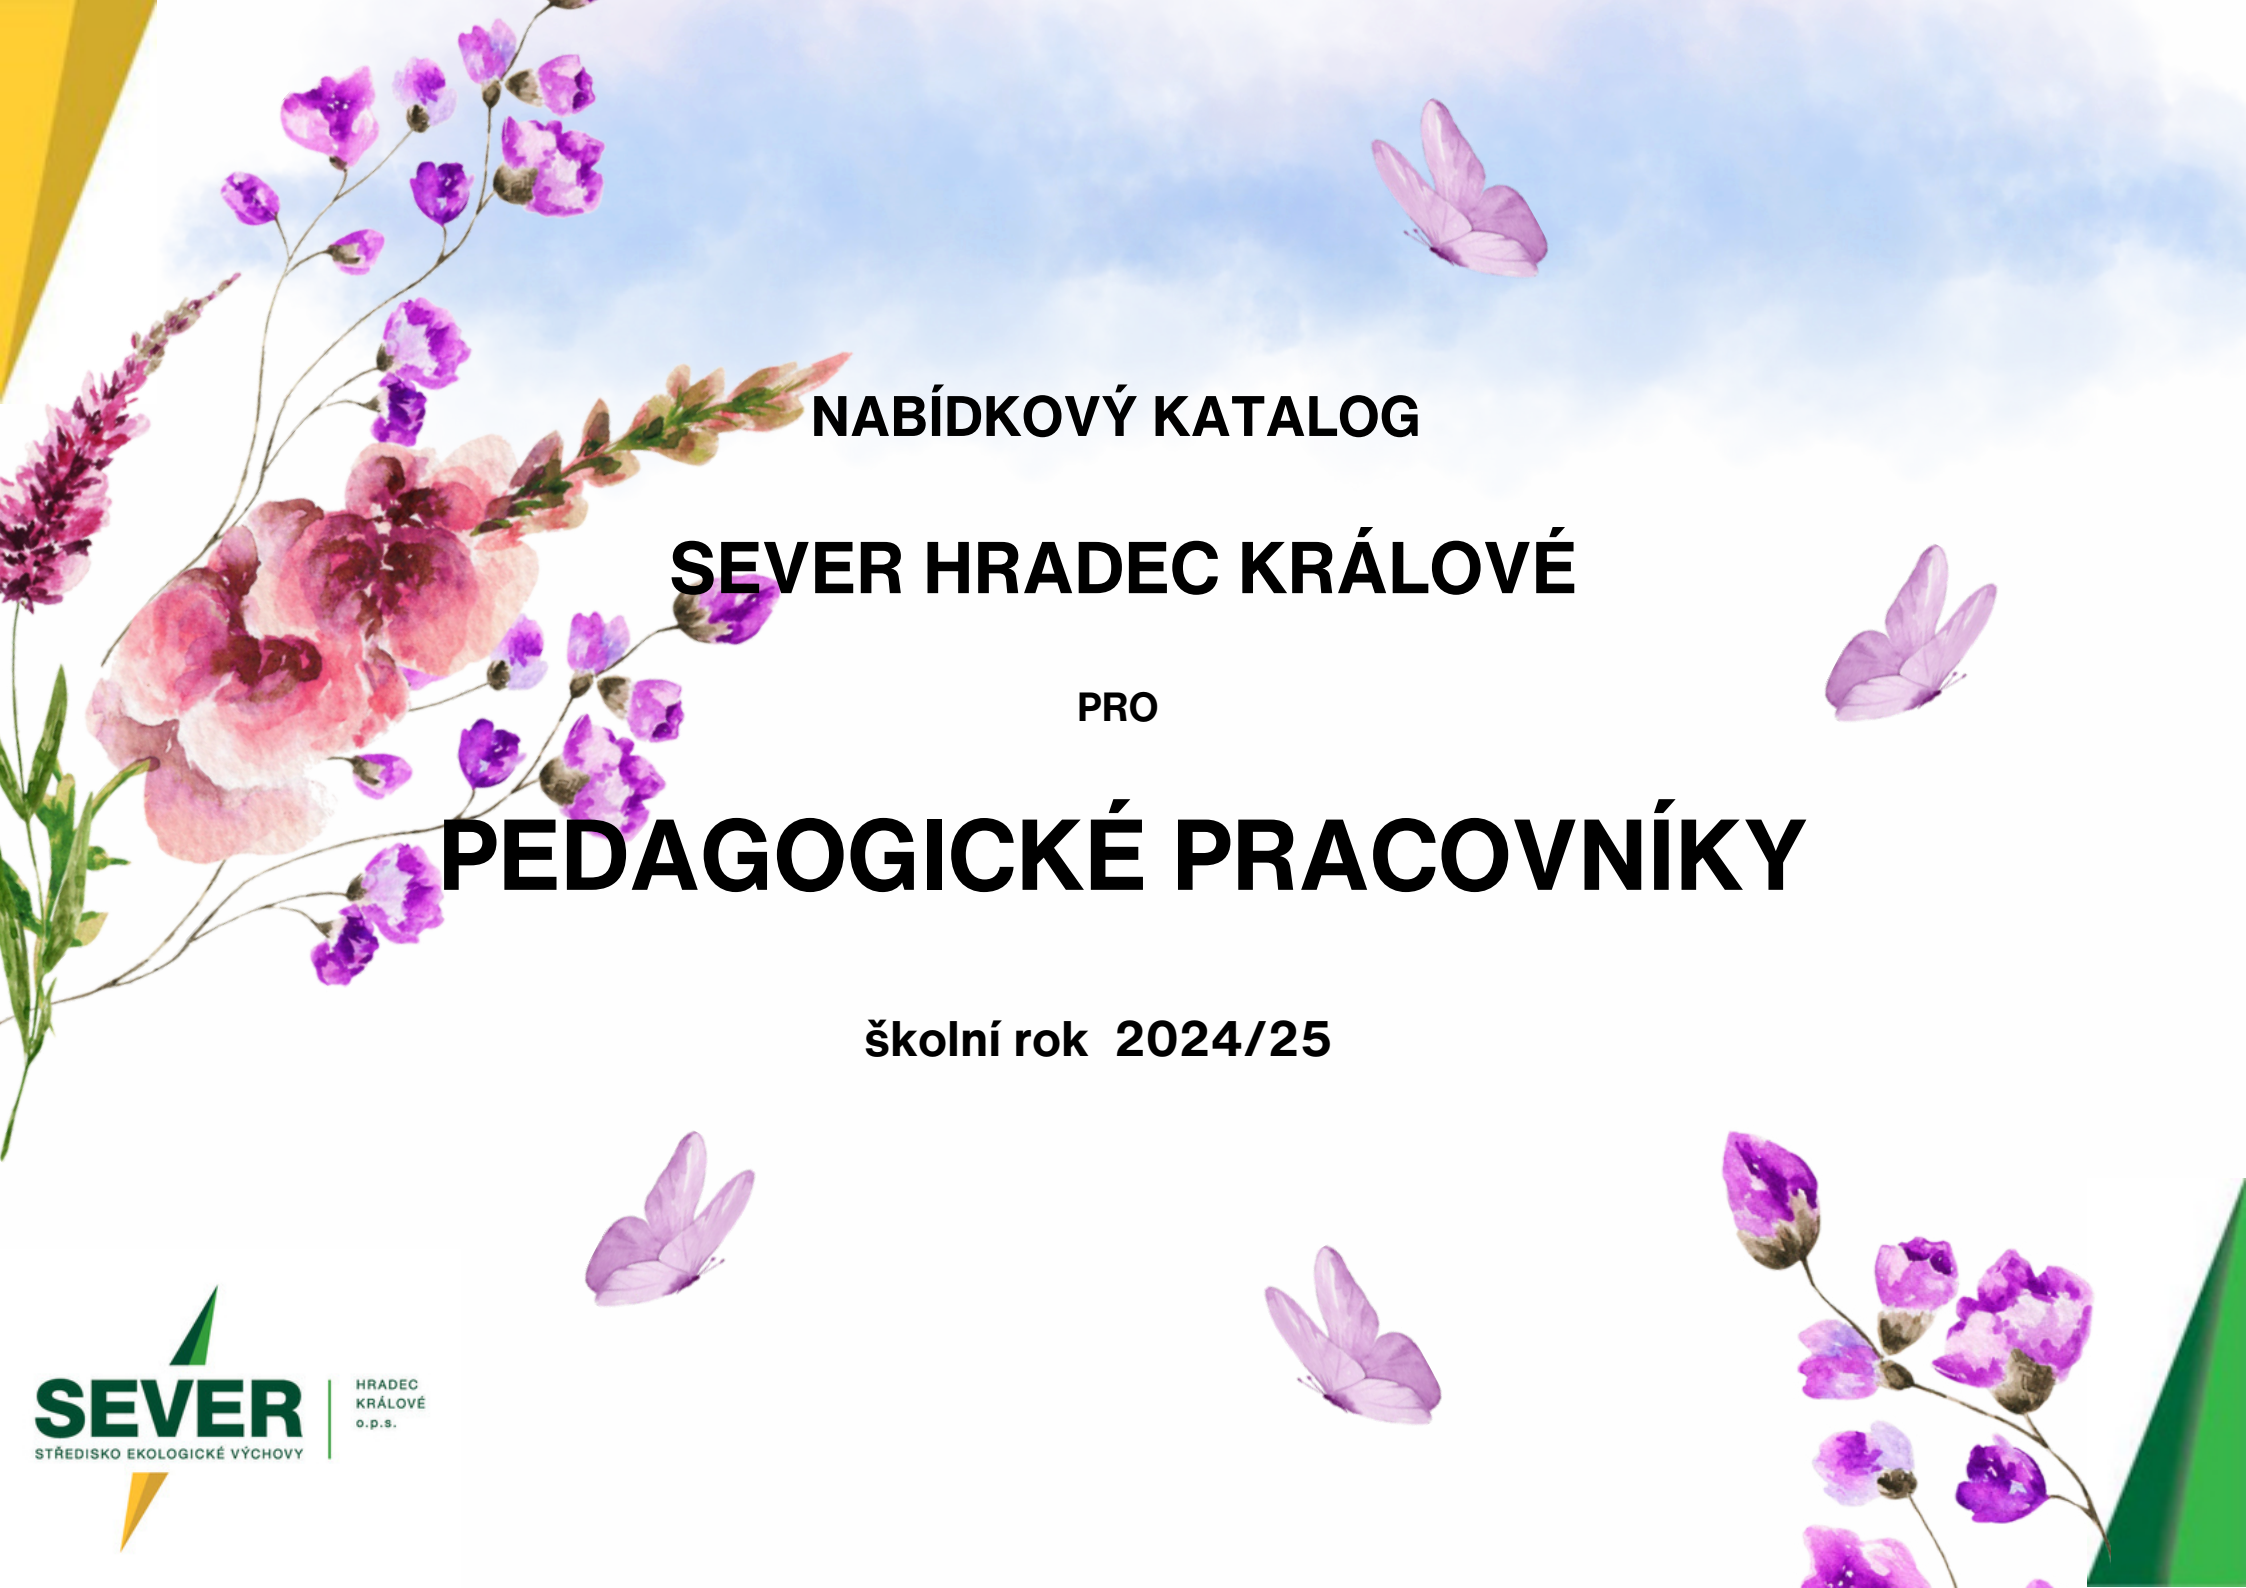 NABÍDKOVÝ KATALOG
SEVER HRADEC KRÁLOVÉ
PRO
PEDAGOGICKÉ PRACOVNÍKY
školní rok 2024/25
SEVER
STŘEDISKO EKOLOGICKÉ VÝCHOVY
HRADEC
KRÁLOVÉ
o.p.s.